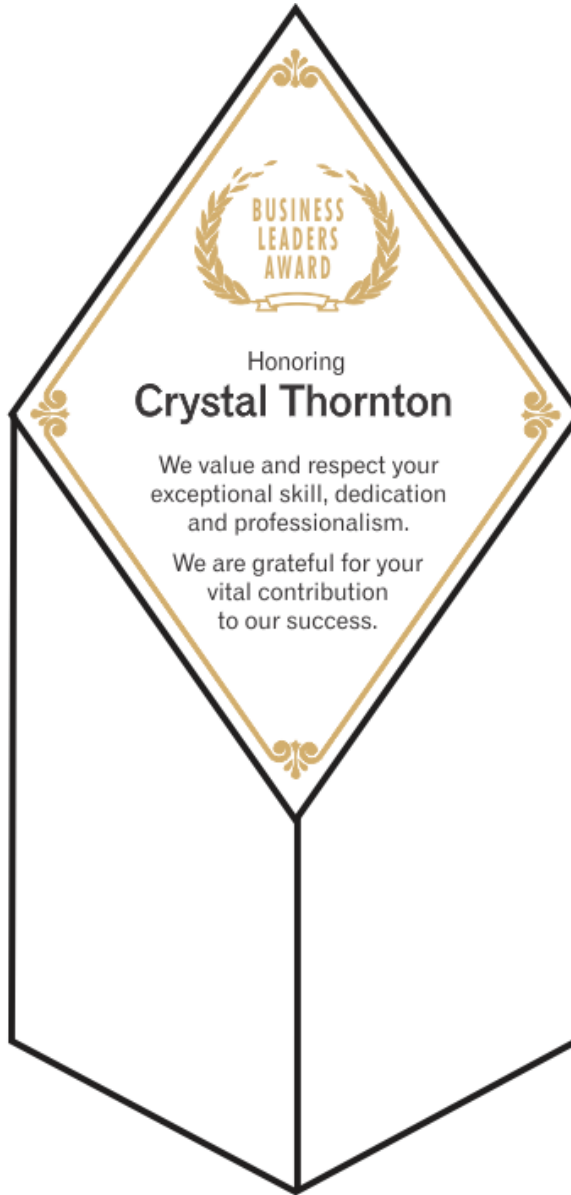 BUSINESS
LEADERS
AWARD
Honoring
Crystal Thornton
We value and respect your
exceptional skill, dedication
and professionalism.
We are grateful for your
vital contribution
to our success.